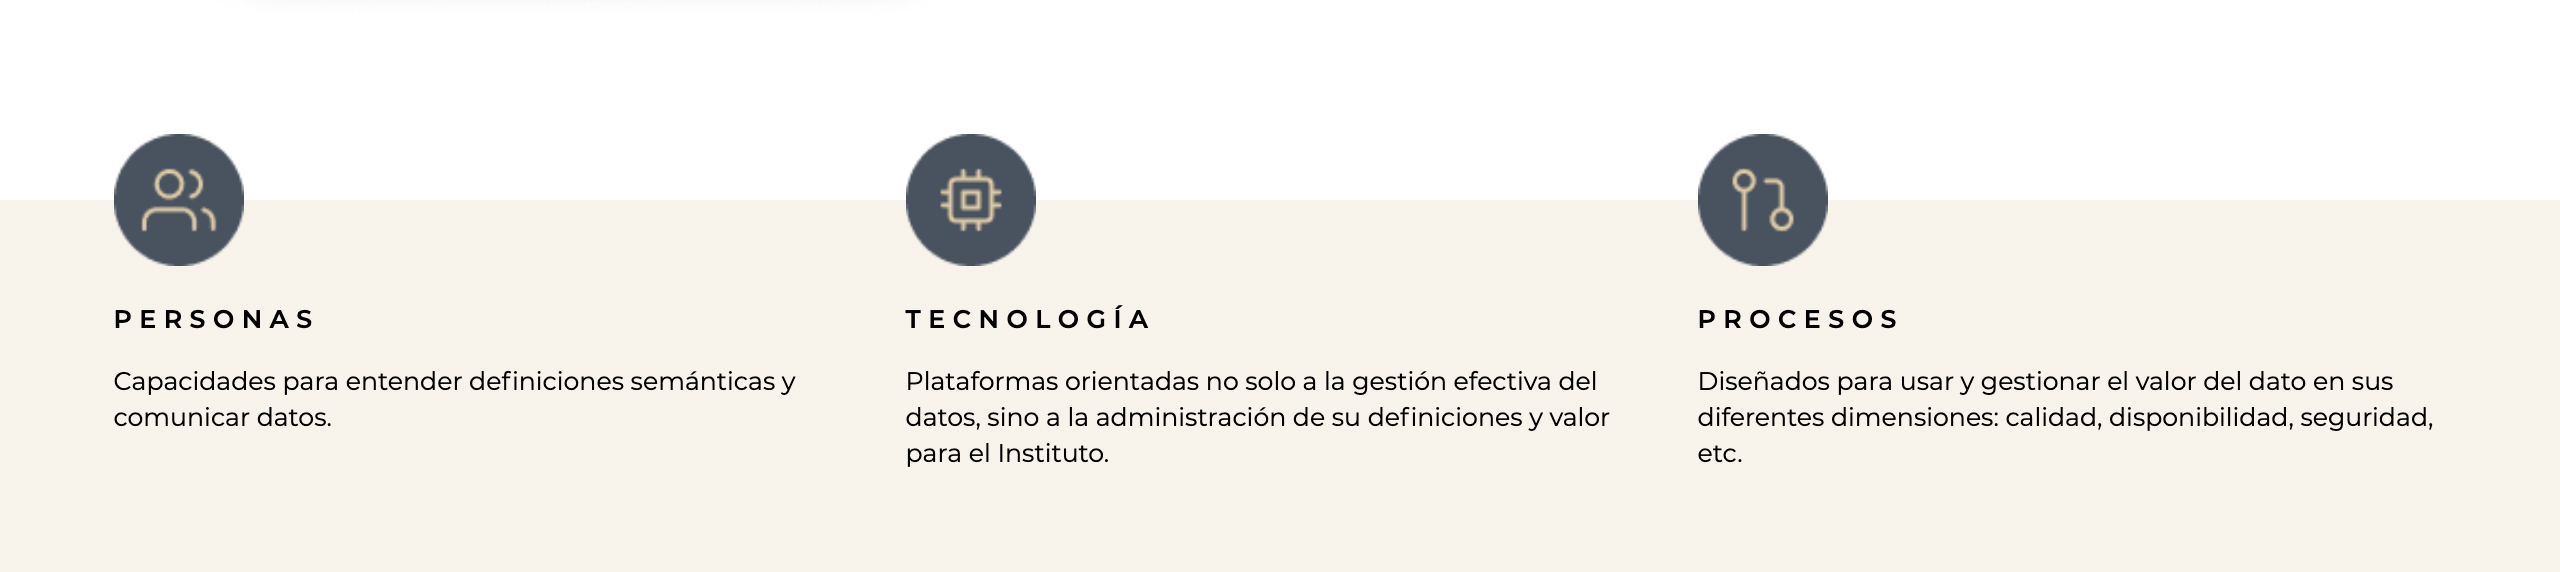 PERSONAS
Capacidades para entender definiciones semánticas y
comunicar datos.
TECNOLOGÍA
Plataformas orientadas no solo a la gestión efectiva del
datos, sino a la administración de su definiciones y valor
para el Instituto.
PROCESOS
Diseñados para usar y gestionar el valor del dato en sus
diferentes dimensiones: calidad, disponibilidad, seguridad,
etc.